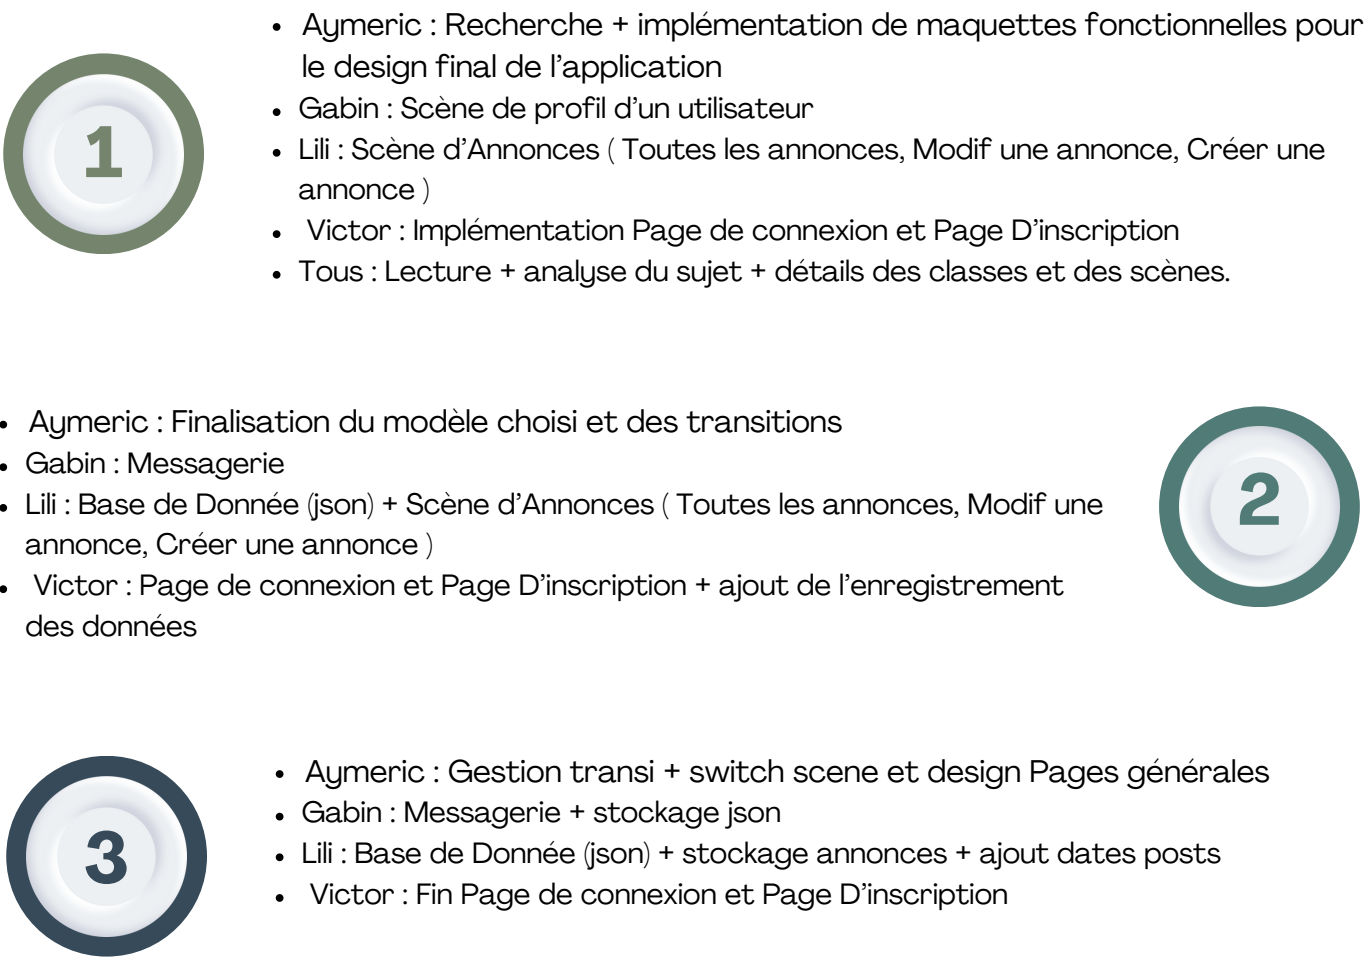 1
• Aymeric : Recherche + implémentation de maquettes fonctionnelles pour
le design final de l’application
• Gabin : Scène de profil d’un utilisateur
• Lili : Scène d’Annonces ( Toutes les annonces, Modif une annonce, Créer une
annonce )
• Victor : Implémentation Page de connexion et Page D’inscription
• Tous : Lecture + analyse du sujet + détails des classes et des scènes.
• Aymeric : Finalisation du modèle choisi et des transitions
• Gabin : Messagerie
• Lili : Base de Donnée (json) + Scène d’Annonces ( Toutes les annonces, Modif une
annonce, Créer une annonce )
• Victor : Page de connexion et Page D’inscription + ajout de l’enregistrement
des données
2
3
• Aymeric : Gestion transi + switch scene et design Pages générales
• Gabin : Messagerie + stockage json
• Lili : Base de Donnée (json) + stockage annonces + ajout dates posts
• Victor : Fin Page de connexion et Page D’inscription